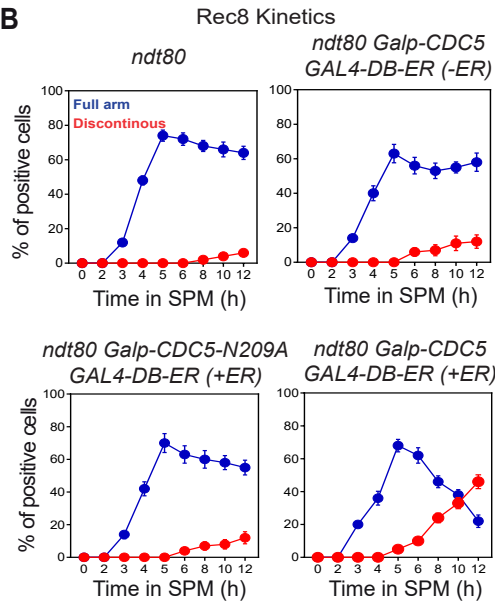 B
Rec8 Kinetics
ndt80
ndt80 Galp-CDC5
GAL4-DB-ER (-ER)
100
80
60
40
20
0
Full arm
Discontinous
% of positive cells
0 2 3 4 5 6 8 10 12
Time in SPM (h)
100
80
60
40
20
0
0 2 3 4 5 6 8 10 12
Time in SPM (h)
ndt80 Galp-CDC5-N209A
GAL4-DB-ER (+ER)
ndt80 Galp-CDC5
GAL4-DB-ER (+ER)
100
80
60
40
20
0
% of positive cells
0 2 3 4 5 6 8 10 12
Time in SPM (h)
100
80
60
40
20
0
0 2 3 4 5 6 8 10 12
Time in SPM (h)